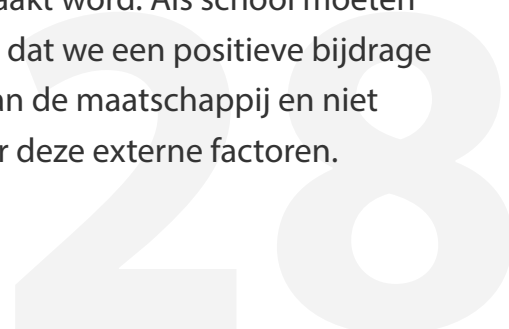 aakt word. Als school moeten
dat we een positieve bijdrage
an de maatschappij en niet
r deze externe factoren.
28